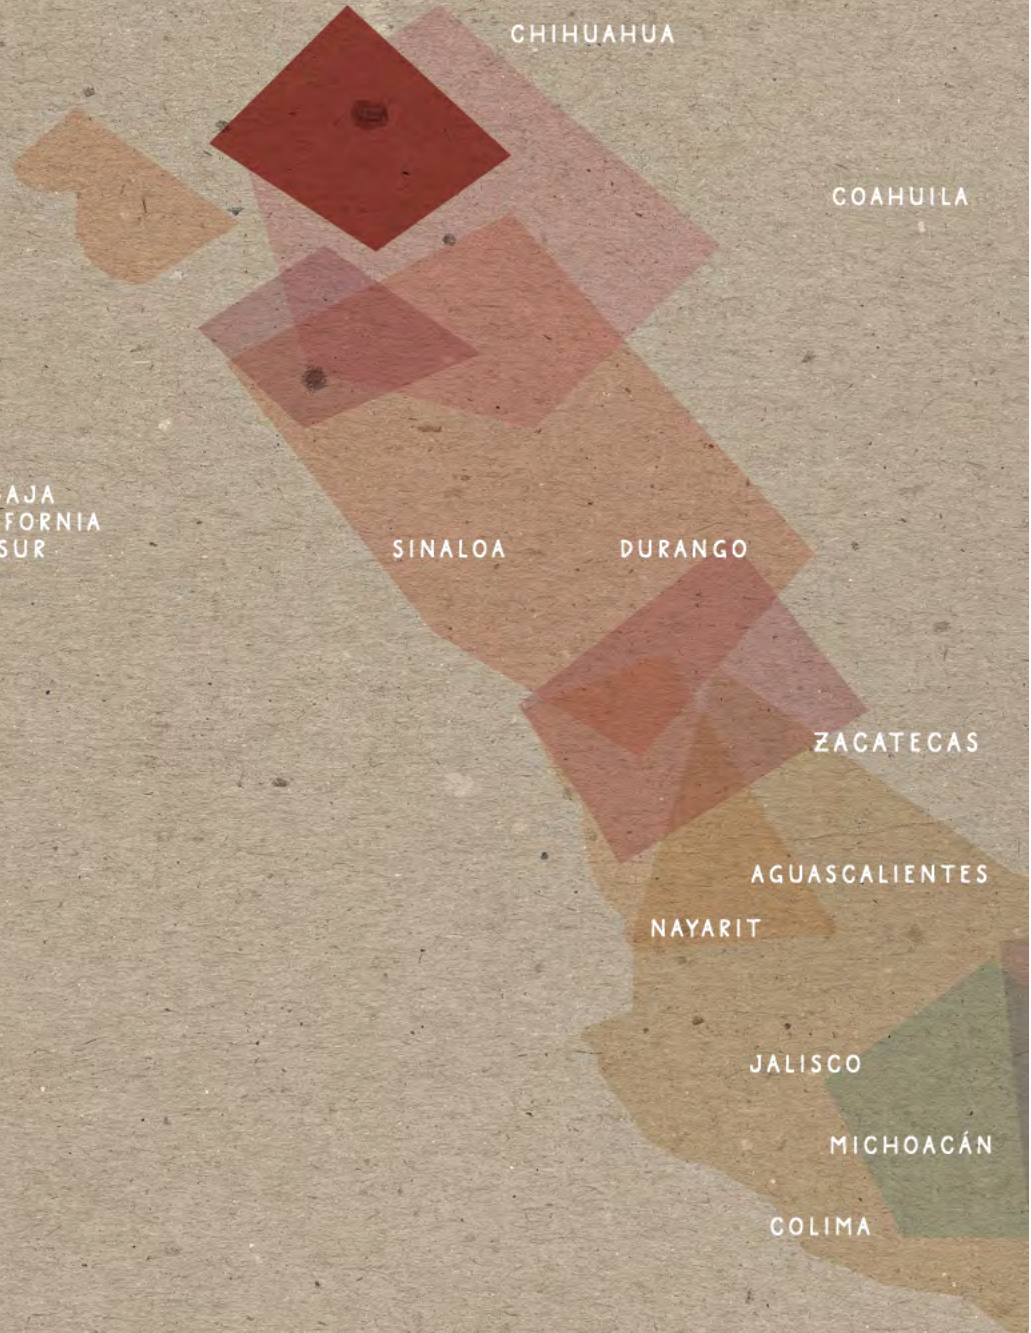 CHIHUAHUA
COAHUILA
AJA
FORNIA
SUR
SINALOA
DURANGO
ZACATECAS
AGUASCALIENTES
NAYARIT
JALISCO
MICHOACÁN
COLIMA